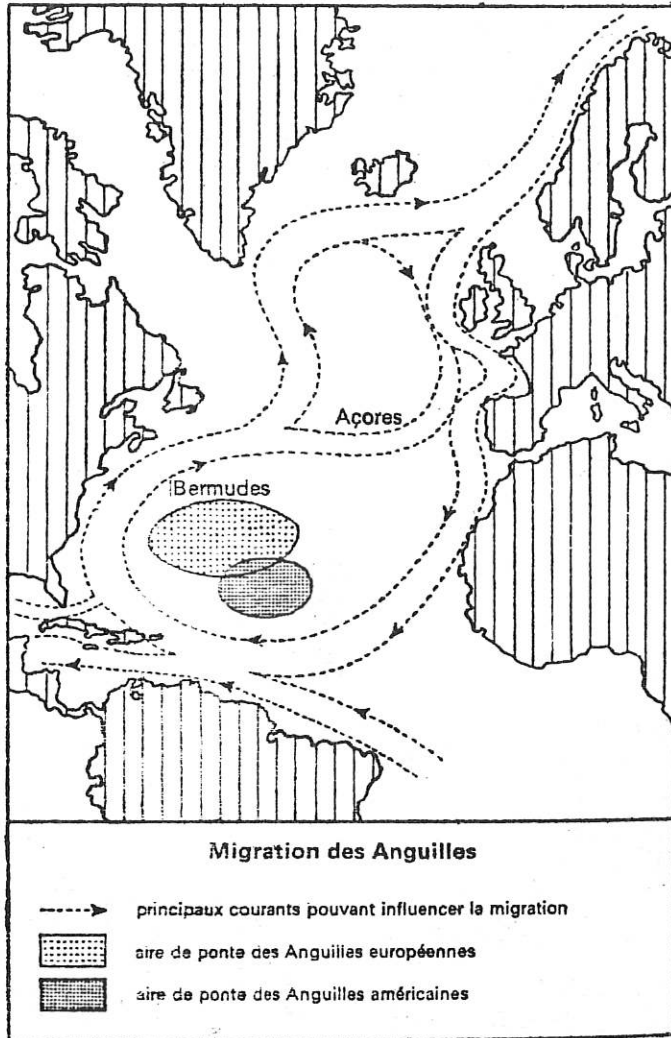 Açores
Bermudes
Migration des Anguilles
principaux courants pouvant influencer la migration
aire de ponte des Anguilles européennes
aire de ponte des Anguilles américaines